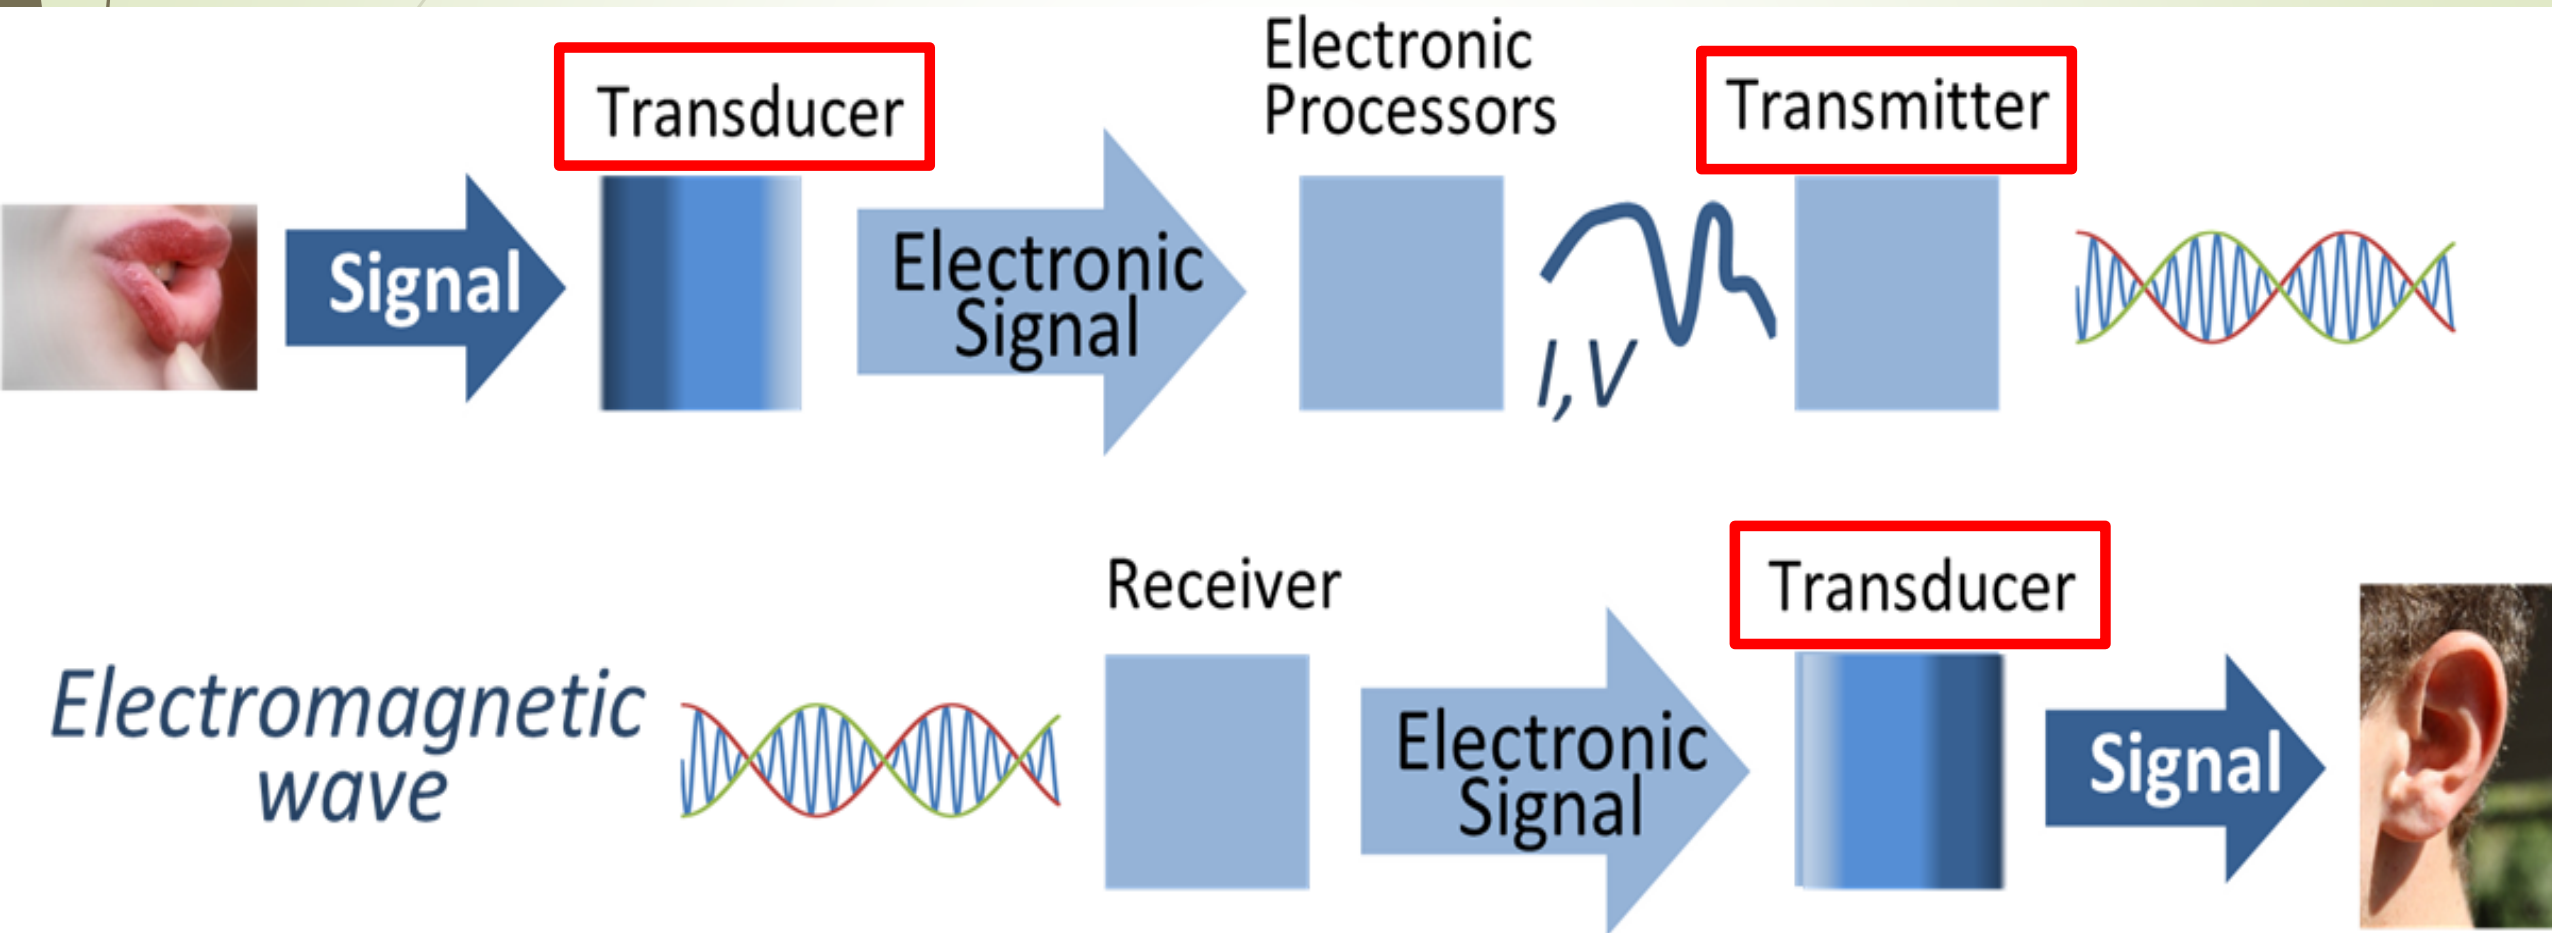 Transducer
Electronic
Processors
Transmitter
Signal
Electronic
Signal
I,V
Receiver
Transducer
Electromagnetic
wave
Electronic
Signal
Signal